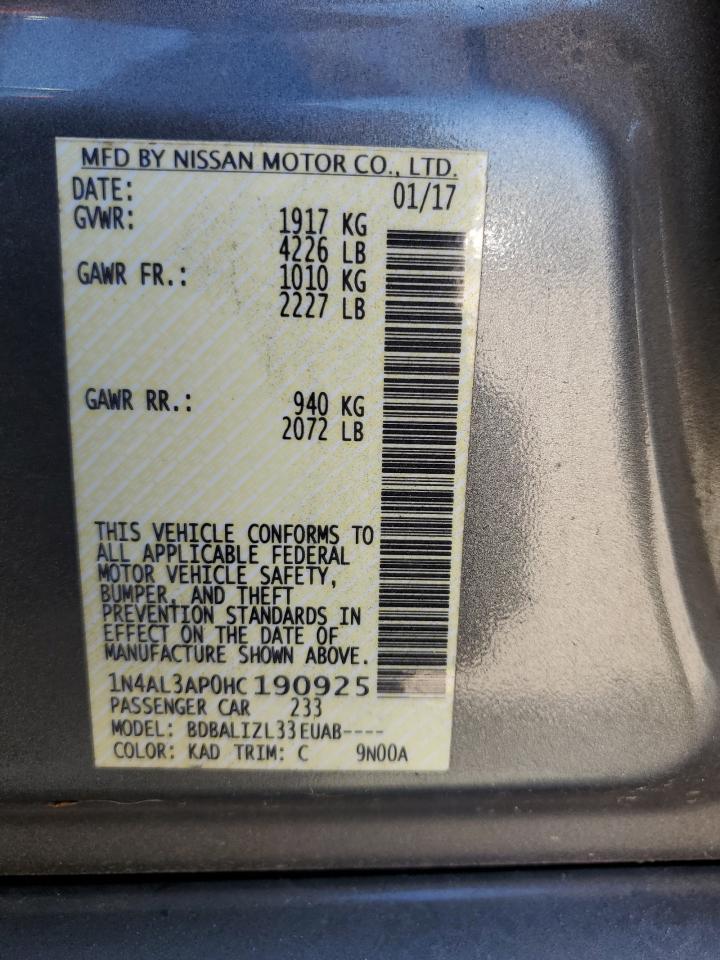 MFD BY NISSAN MOTOR CO., LTD.
DATE: 01/17
GVWR: 1917 KG
4226 LB
GAWR FR.: 1010 KG
2227 LB
GAWR RR.: 940 KG
2072 LB
THIS VEHICLE CONFORMS TO
ALL APPLICABLE FEDERAL
MOTOR VEHICLE SAFETY,
BUMPER, AND THEFT
PREVENTION STANDARDS IN
EFFECT ON THE DATE OF
MANUFACTURE SHOWN ABOVE.
1N4AL3AP0HC190925
PASSENGER CAR 233
MODEL: BDBALIZL33EUAB----
COLOR: KAD TRIM: C 9N00A